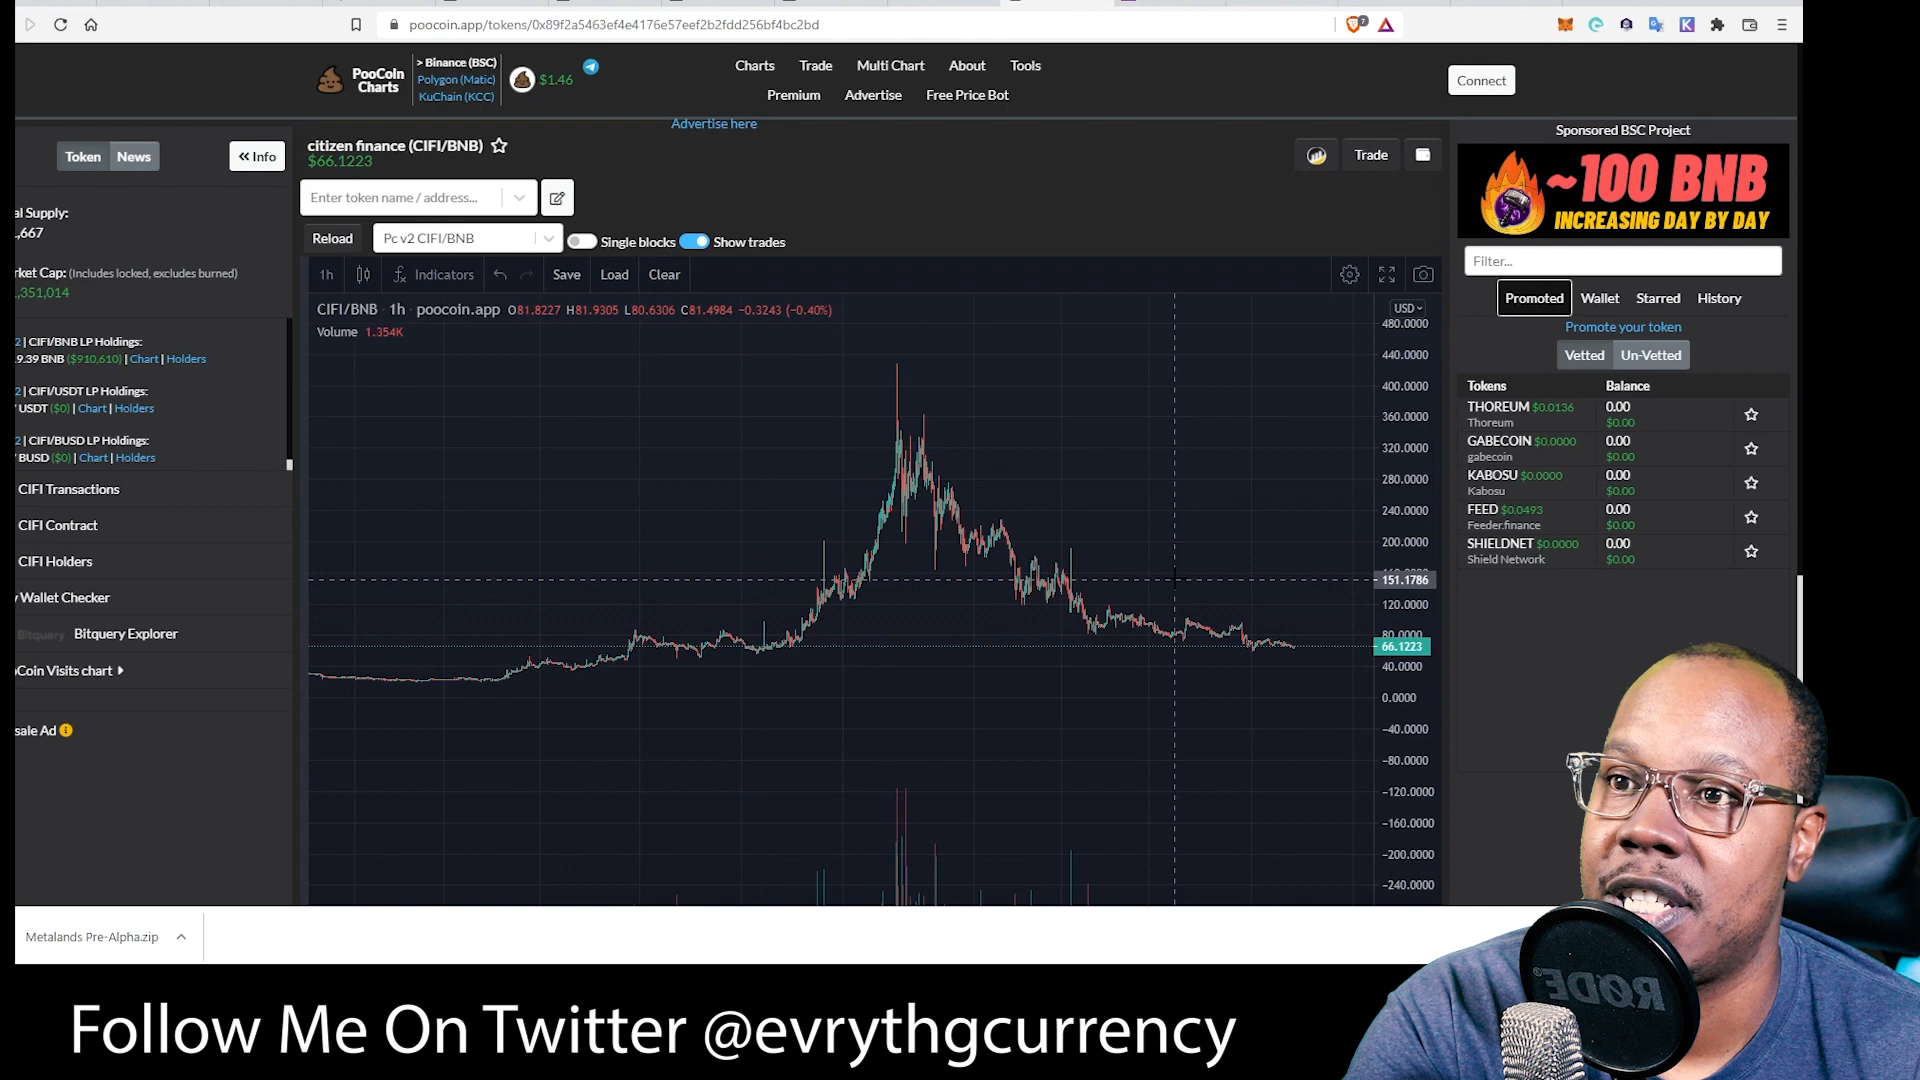 poocoin.app/tokens/0x89f2a5463ef4e4176e57eef2b2fdd256bf4bc2bd
7
PooCoin
Charts
> Binance (BSC)
Polygon (Matic)
KuChain (KCC)
$1.46
Charts
Trade
Multi Chart
About
Tools
Premium
Advertise
Free Price Bot
Connect
Advertise here
Token
News
Info
al Supply:
,667
rket Cap: (Includes locked, excludes burned)
,351,014
2 | CIFI/BNB LP Holdings:
9.39 BNB ($910,610) | Chart | Holders
2 | CIFI/USDT LP Holdings:
USDT ($0) | Chart | Holders
2 | CIFI/BUSD LP Holdings:
BUSD ($0) | Chart | Holders
CIFI Transactions
CIFI Contract
CIFI Holders
y Wallet Checker
Bitquery Bitquery Explorer
oCoin Visits chart
sale Ad
citizen finance (CIFI/BNB)
$66.1223
Enter token name / address...
Reload
Pc v2 CIFI/BNB
Single blocks
Show trades
Trade
1h
Indicators
Save
Load
Clear
CIFI/BNB · 1h · poocoin.app O81.8227 H81.9305 L80.6306 C81.4984 −0.3243 (−0.40%)
Volume 1.354K
USD
480.0000
440.0000
400.0000
360.0000
320.0000
280.0000
240.0000
200.0000
151.1786
120.0000
80.0000
66.1223
40.0000
0.0000
−40.0000
−80.0000
−120.0000
−160.0000
−200.0000
−240.0000
Sponsored BSC Project
~100 BNB
INCREASING DAY BY DAY
Filter...
Promoted
Wallet
Starred
History
Promote your token
Vetted
Un-Vetted
Tokens Balance
THOREUM $0.0136 0.00
Thoreum $0.00
GABECOIN $0.0000 0.00
gabecoin $0.00
KABOSU $0.0000 0.00
Kabosu $0.00
FEED $0.0493 0.00
Feeder.finance $0.00
SHIELDNET $0.0000 0.00
Shield Network $0.00
Metalands Pre-Alpha.zip
RØDE
Follow Me On Twitter @evrythgcurrency